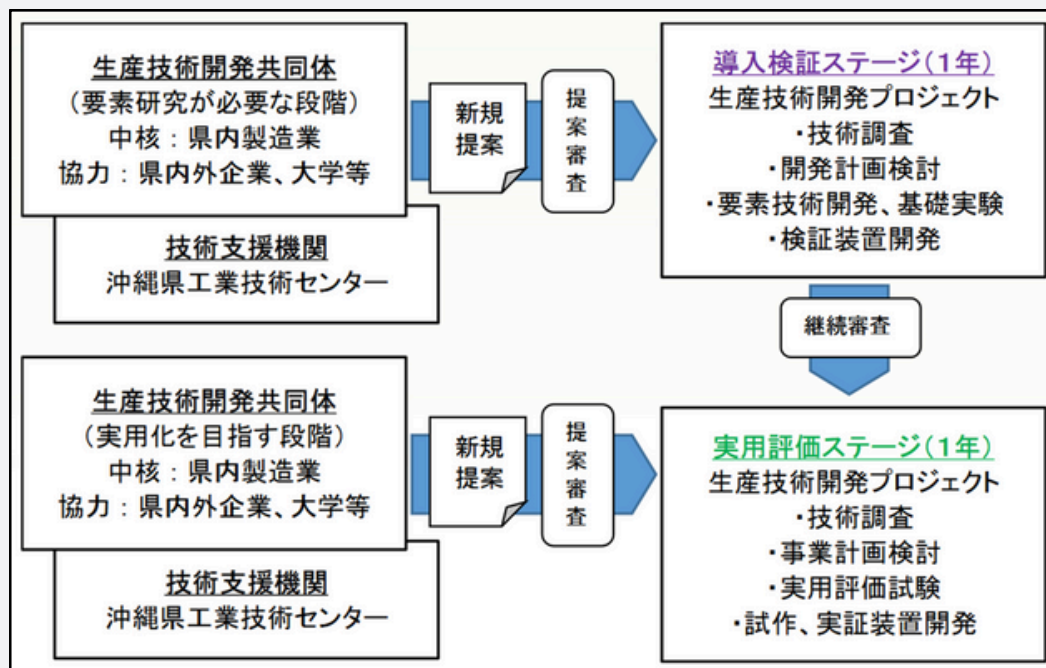 生産技術開発共同体
（要素研究が必要な段階）
中核：県内製造業
協力：県内外企業、大学等
技術支援機関
沖縄県工業技術センター
新規
提案
提案審査
導入検証ステージ（１年）
生産技術開発プロジェクト
・技術調査
・開発計画検討
・要素技術開発、基礎実験
・検証装置開発
継続審査
生産技術開発共同体
（実用化を目指す段階）
中核：県内製造業
協力：県内外企業、大学等
技術支援機関
沖縄県工業技術センター
新規
提案
提案審査
実用評価ステージ（１年）
生産技術開発プロジェクト
・技術調査
・事業計画検討
・実用評価試験
・試作、実証装置開発